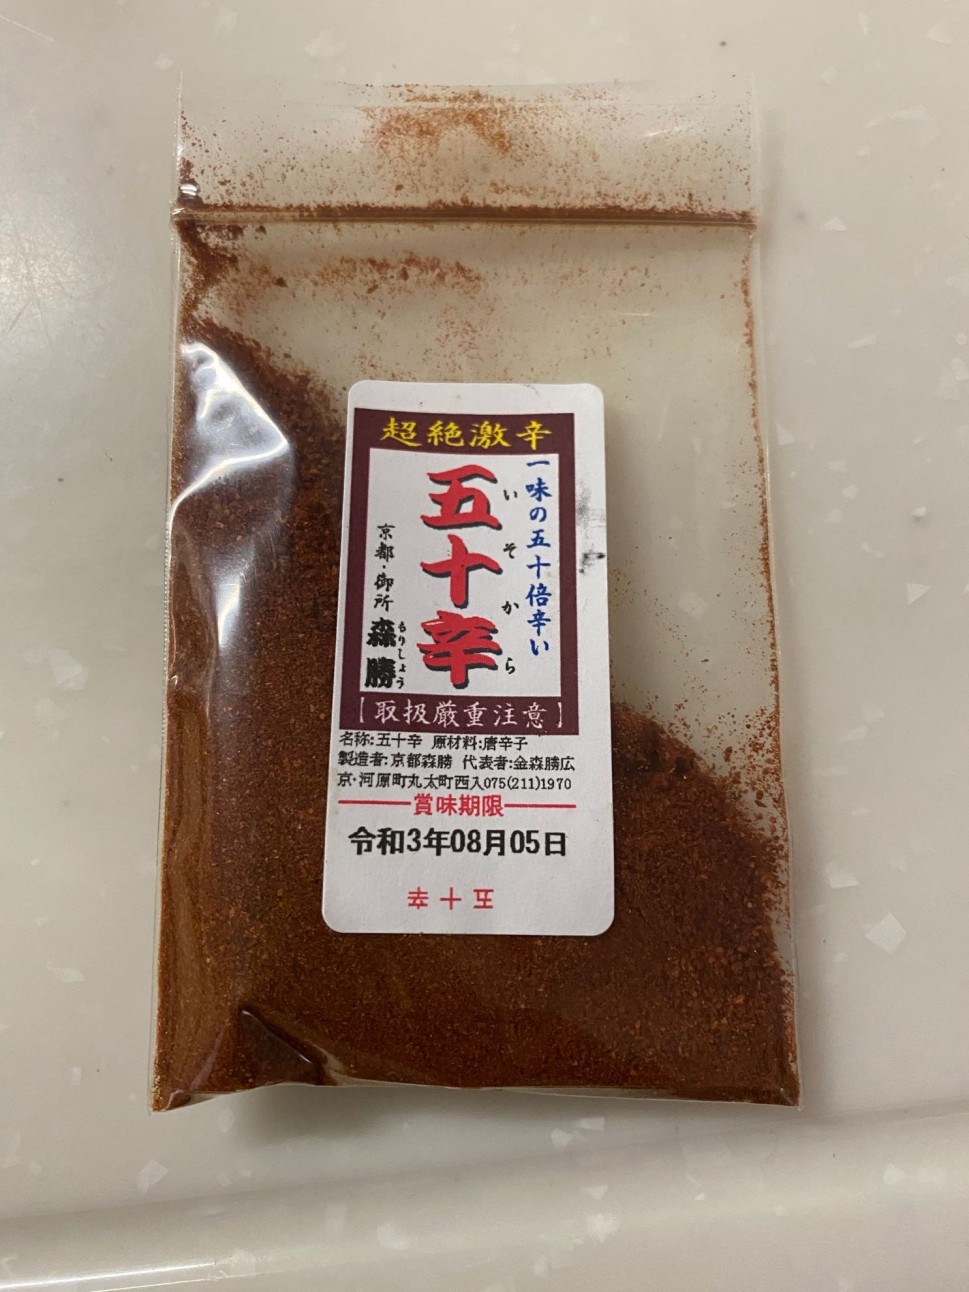 超絶激辛
一味の五十倍辛い
五十辛
いそから
京都・御所
森勝
もりしょう
［取扱厳重注意］
名称:五十辛 原材料:唐辛子
製造者:京都森勝 代表者:金森勝広
京・河原町丸太町西入075(211)1970
賞味期限
令和3年08月05日
五十辛